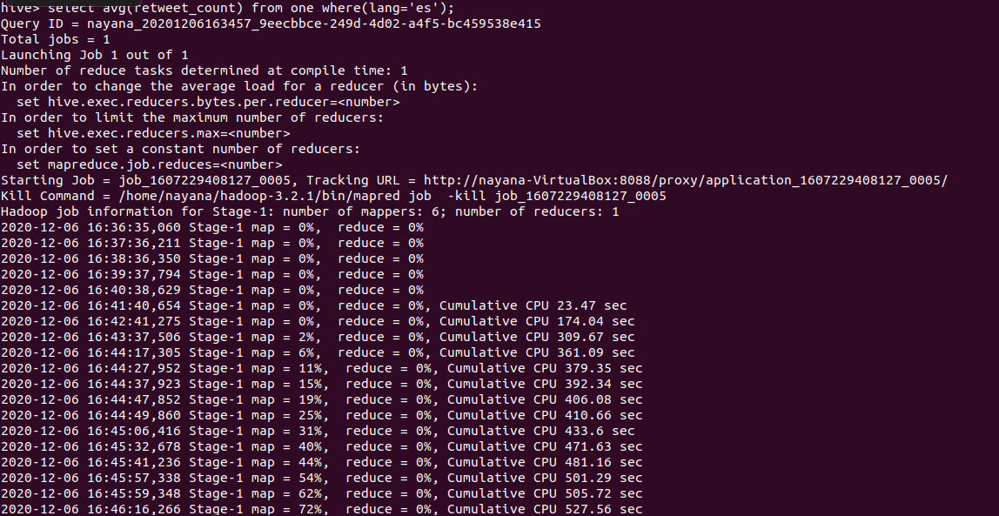 hive> select avg(retweet_count) from one where(lang='es');
Query ID = nayana_20201206163457_9eecbbce-249d-4d02-a4f5-bc459538e415
Total jobs = 1
Launching Job 1 out of 1
Number of reduce tasks determined at compile time: 1
In order to change the average load for a reducer (in bytes):
  set hive.exec.reducers.bytes.per.reducer=<number>
In order to limit the maximum number of reducers:
  set hive.exec.reducers.max=<number>
In order to set a constant number of reducers:
  set mapreduce.job.reduces=<number>
Starting Job = job_1607229408127_0005, Tracking URL = http://nayana-VirtualBox:8088/proxy/application_1607229408127_0005/
Kill Command = /home/nayana/hadoop-3.2.1/bin/mapred job  -kill job_1607229408127_0005
Hadoop job information for Stage-1: number of mappers: 6; number of reducers: 1
2020-12-06 16:36:35,060 Stage-1 map = 0%,  reduce = 0%
2020-12-06 16:37:36,211 Stage-1 map = 0%,  reduce = 0%
2020-12-06 16:38:36,350 Stage-1 map = 0%,  reduce = 0%
2020-12-06 16:39:37,794 Stage-1 map = 0%,  reduce = 0%
2020-12-06 16:40:38,629 Stage-1 map = 0%,  reduce = 0%
2020-12-06 16:41:40,654 Stage-1 map = 0%,  reduce = 0%, Cumulative CPU 23.47 sec
2020-12-06 16:42:41,275 Stage-1 map = 0%,  reduce = 0%, Cumulative CPU 174.04 sec
2020-12-06 16:43:37,506 Stage-1 map = 2%,  reduce = 0%, Cumulative CPU 309.67 sec
2020-12-06 16:44:17,305 Stage-1 map = 6%,  reduce = 0%, Cumulative CPU 361.09 sec
2020-12-06 16:44:27,952 Stage-1 map = 11%,  reduce = 0%, Cumulative CPU 379.35 sec
2020-12-06 16:44:37,923 Stage-1 map = 15%,  reduce = 0%, Cumulative CPU 392.34 sec
2020-12-06 16:44:47,852 Stage-1 map = 19%,  reduce = 0%, Cumulative CPU 406.08 sec
2020-12-06 16:44:49,860 Stage-1 map = 25%,  reduce = 0%, Cumulative CPU 410.66 sec
2020-12-06 16:45:06,416 Stage-1 map = 31%,  reduce = 0%, Cumulative CPU 433.6 sec
2020-12-06 16:45:32,678 Stage-1 map = 40%,  reduce = 0%, Cumulative CPU 471.63 sec
2020-12-06 16:45:41,236 Stage-1 map = 44%,  reduce = 0%, Cumulative CPU 481.16 sec
2020-12-06 16:45:57,338 Stage-1 map = 54%,  reduce = 0%, Cumulative CPU 501.29 sec
2020-12-06 16:45:59,348 Stage-1 map = 62%,  reduce = 0%, Cumulative CPU 505.72 sec
2020-12-06 16:46:16,266 Stage-1 map = 72%,  reduce = 0%, Cumulative CPU 527.56 sec